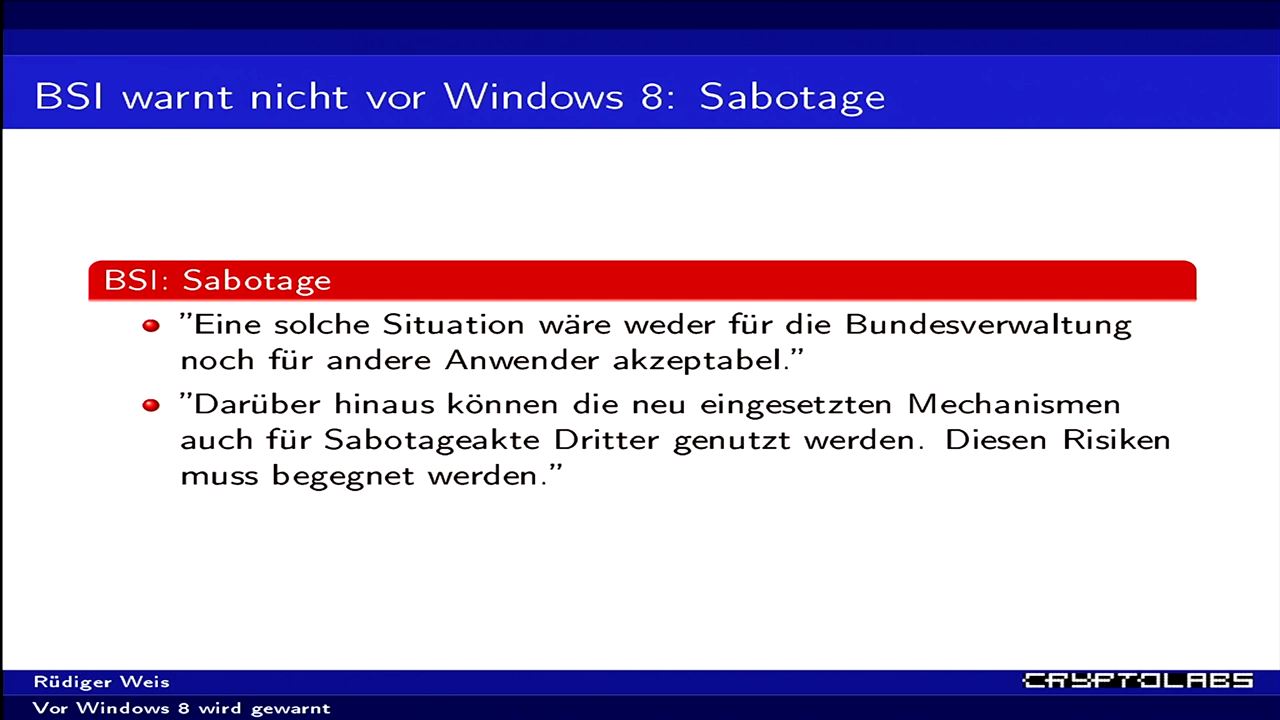 BSI warnt nicht vor Windows 8: Sabotage
BSI: Sabotage
"Eine solche Situation wäre weder für die Bundesverwaltung
noch für andere Anwender akzeptabel."
"Darüber hinaus können die neu eingesetzten Mechanismen
auch für Sabotageakte Dritter genutzt werden. Diesen Risiken
muss begegnet werden."
Rüdiger Weis
CRYPTOLABS
Vor Windows 8 wird gewarnt